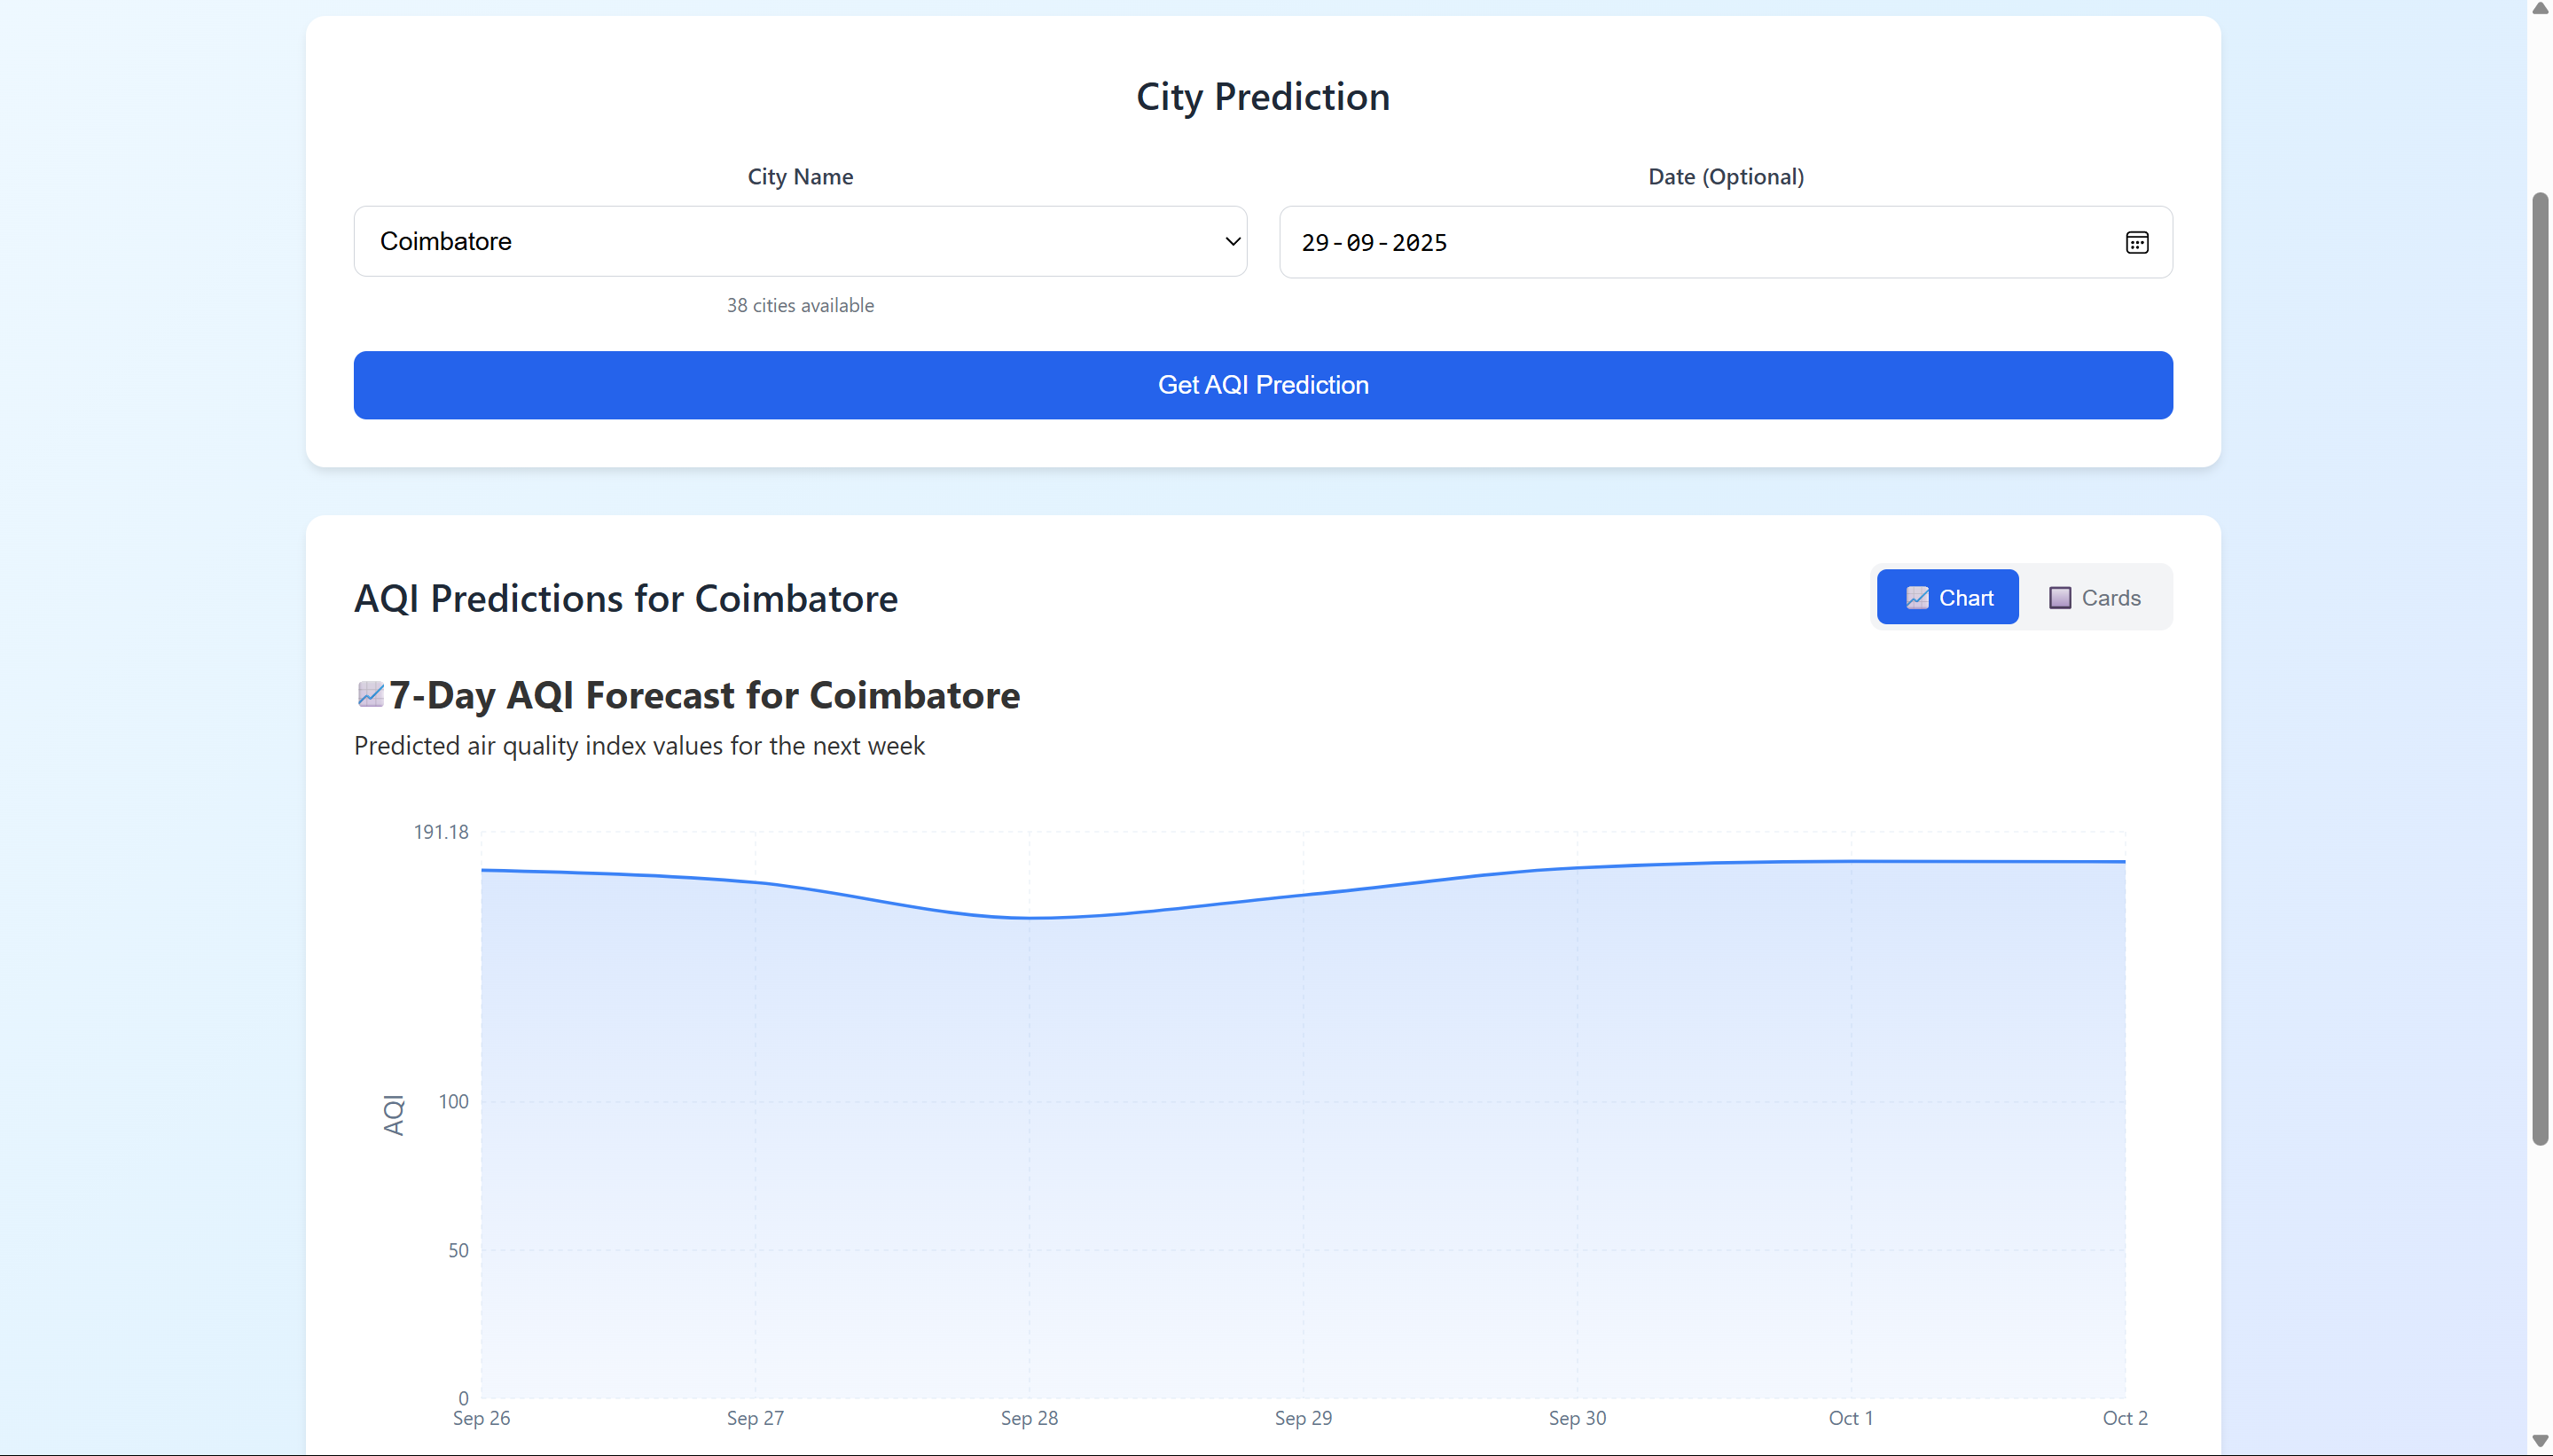 City Prediction
City Name
Date (Optional)
Coimbatore
29-09-2025
38 cities available
Get AQI Prediction
AQI Predictions for Coimbatore
Chart
Cards
7-Day AQI Forecast for Coimbatore
Predicted air quality index values for the next week
191.18
100
50
0
AQI
Sep 26
Sep 27
Sep 28
Sep 29
Sep 30
Oct 1
Oct 2